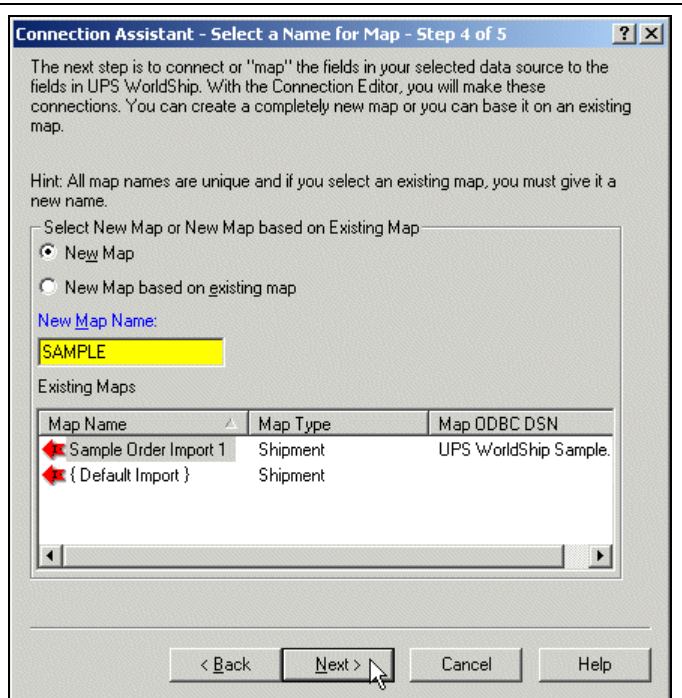 Connection Assistant - Select a Name for Map - Step 4 of 5
The next step is to connect or "map" the fields in your selected data source to the
fields in UPS WorldShip. With the Connection Editor, you will make these
connections. You can create a completely new map or you can base it on an existing
map.
Hint: All map names are unique and if you select an existing map, you must give it a
new name.
Select New Map or New Map based on Existing Map
New Map
New Map based on existing map
New Map Name:
SAMPLE
Existing Maps
Map Name Map Type Map ODBC DSN
Sample Order Import 1 Shipment UPS WorldShip Sample.
{ Default Import } Shipment
< Back Next > Cancel Help